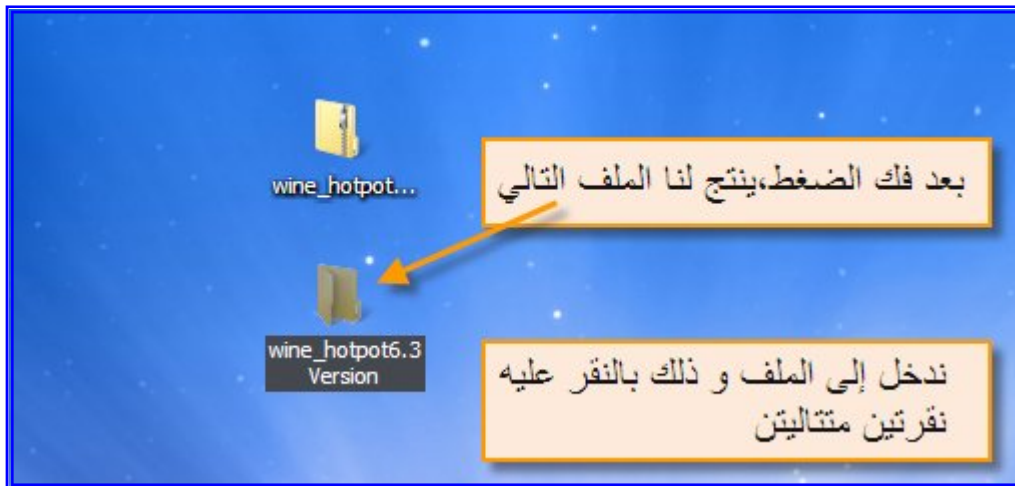 wine_hotpot...
بعد فك الضغط،ينتج لنا الملف التالي
wine_hotpot6.3
Version
ندخل إلى الملف و ذلك بالنقر عليه
نقرتين متتاليتن